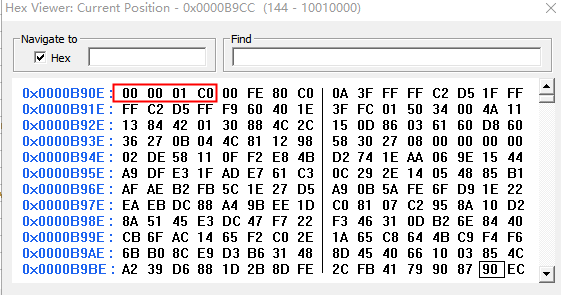 Hex Viewer: Current Position - 0x0000B9CC (144 - 10010000)
Navigate to
Find
Hex
0x0000B90E : 00 00 01 C0 00 FE 80 C0 0A 3F FF FF C2 D5 1F FF
0x0000B91E : FF C2 D5 FF F9 60 40 1E 3F FC 01 50 34 00 4A 11
0x0000B92E : 13 84 42 01 30 88 4C 2C 15 0D 86 03 61 60 D8 60
0x0000B93E : 36 27 0B 04 4C 81 12 98 58 30 27 08 00 00 00 00
0x0000B94E : 02 DE 58 11 0F F2 E8 4B D2 74 1E AA 06 9E 15 44
0x0000B95E : A9 DF E3 1F AD E7 61 C3 0C 29 2E 14 05 48 85 B1
0x0000B96E : AF AE B2 FB 5C 1E 27 D5 A9 0B 5A FE 6F D9 1E 22
0x0000B97E : EA EB DC 88 A4 9B EE 1D C0 81 07 C2 95 8A 10 D2
0x0000B98E : 8A 51 45 E3 DC 47 F7 22 F3 46 31 0D B2 6E 84 40
0x0000B99E : CB 6F AC 14 65 F2 C0 2E 1A 65 C8 64 4B C9 F4 F6
0x0000B9AE : 6B B0 8C E9 D3 B6 31 48 8D 45 40 66 10 03 85 4C
0x0000B9BE : A2 39 D6 88 1D 2B 8D FE 2C FB 41 79 90 87 90 EC